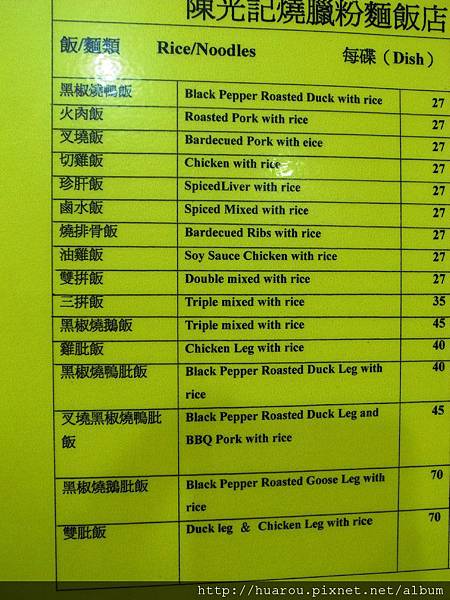 陳光記燒臘粉麵飯店
飯/麵類 Rice/Noodles 每碟（Dish）
黑椒燒鴨飯 Black Pepper Roasted Duck with rice 27
火肉飯 Roasted Pork with rice 27
叉燒飯 Bardecued Pork with eice 27
切雞飯 Chicken with rice 27
珍肝飯 SpicedLiver with rice 27
鹵水飯 Spiced Mixed with rice 27
燒排骨飯 Bardecued Ribs with rice 27
油雞飯 Soy Sauce Chicken with rice 27
雙拼飯 Double mixed with rice 27
三拼飯 Triple mixed with rice 35
黑椒燒鵝飯 Triple mixed with rice 45
雞肶飯 Chicken Leg with rice 40
黑椒燒鴨肶飯 Black Pepper Roasted Duck Leg with 40
rice
叉燒黑椒燒鴨肶 Black Pepper Roasted Duck Leg and 45
飯 BBQ Pork with rice
黑椒燒鵝肶飯 Black Pepper Roasted Goose Leg with 70
rice
雙肶飯 Duck leg & Chicken Leg with rice 70
http://huarou.pixnet.net/album